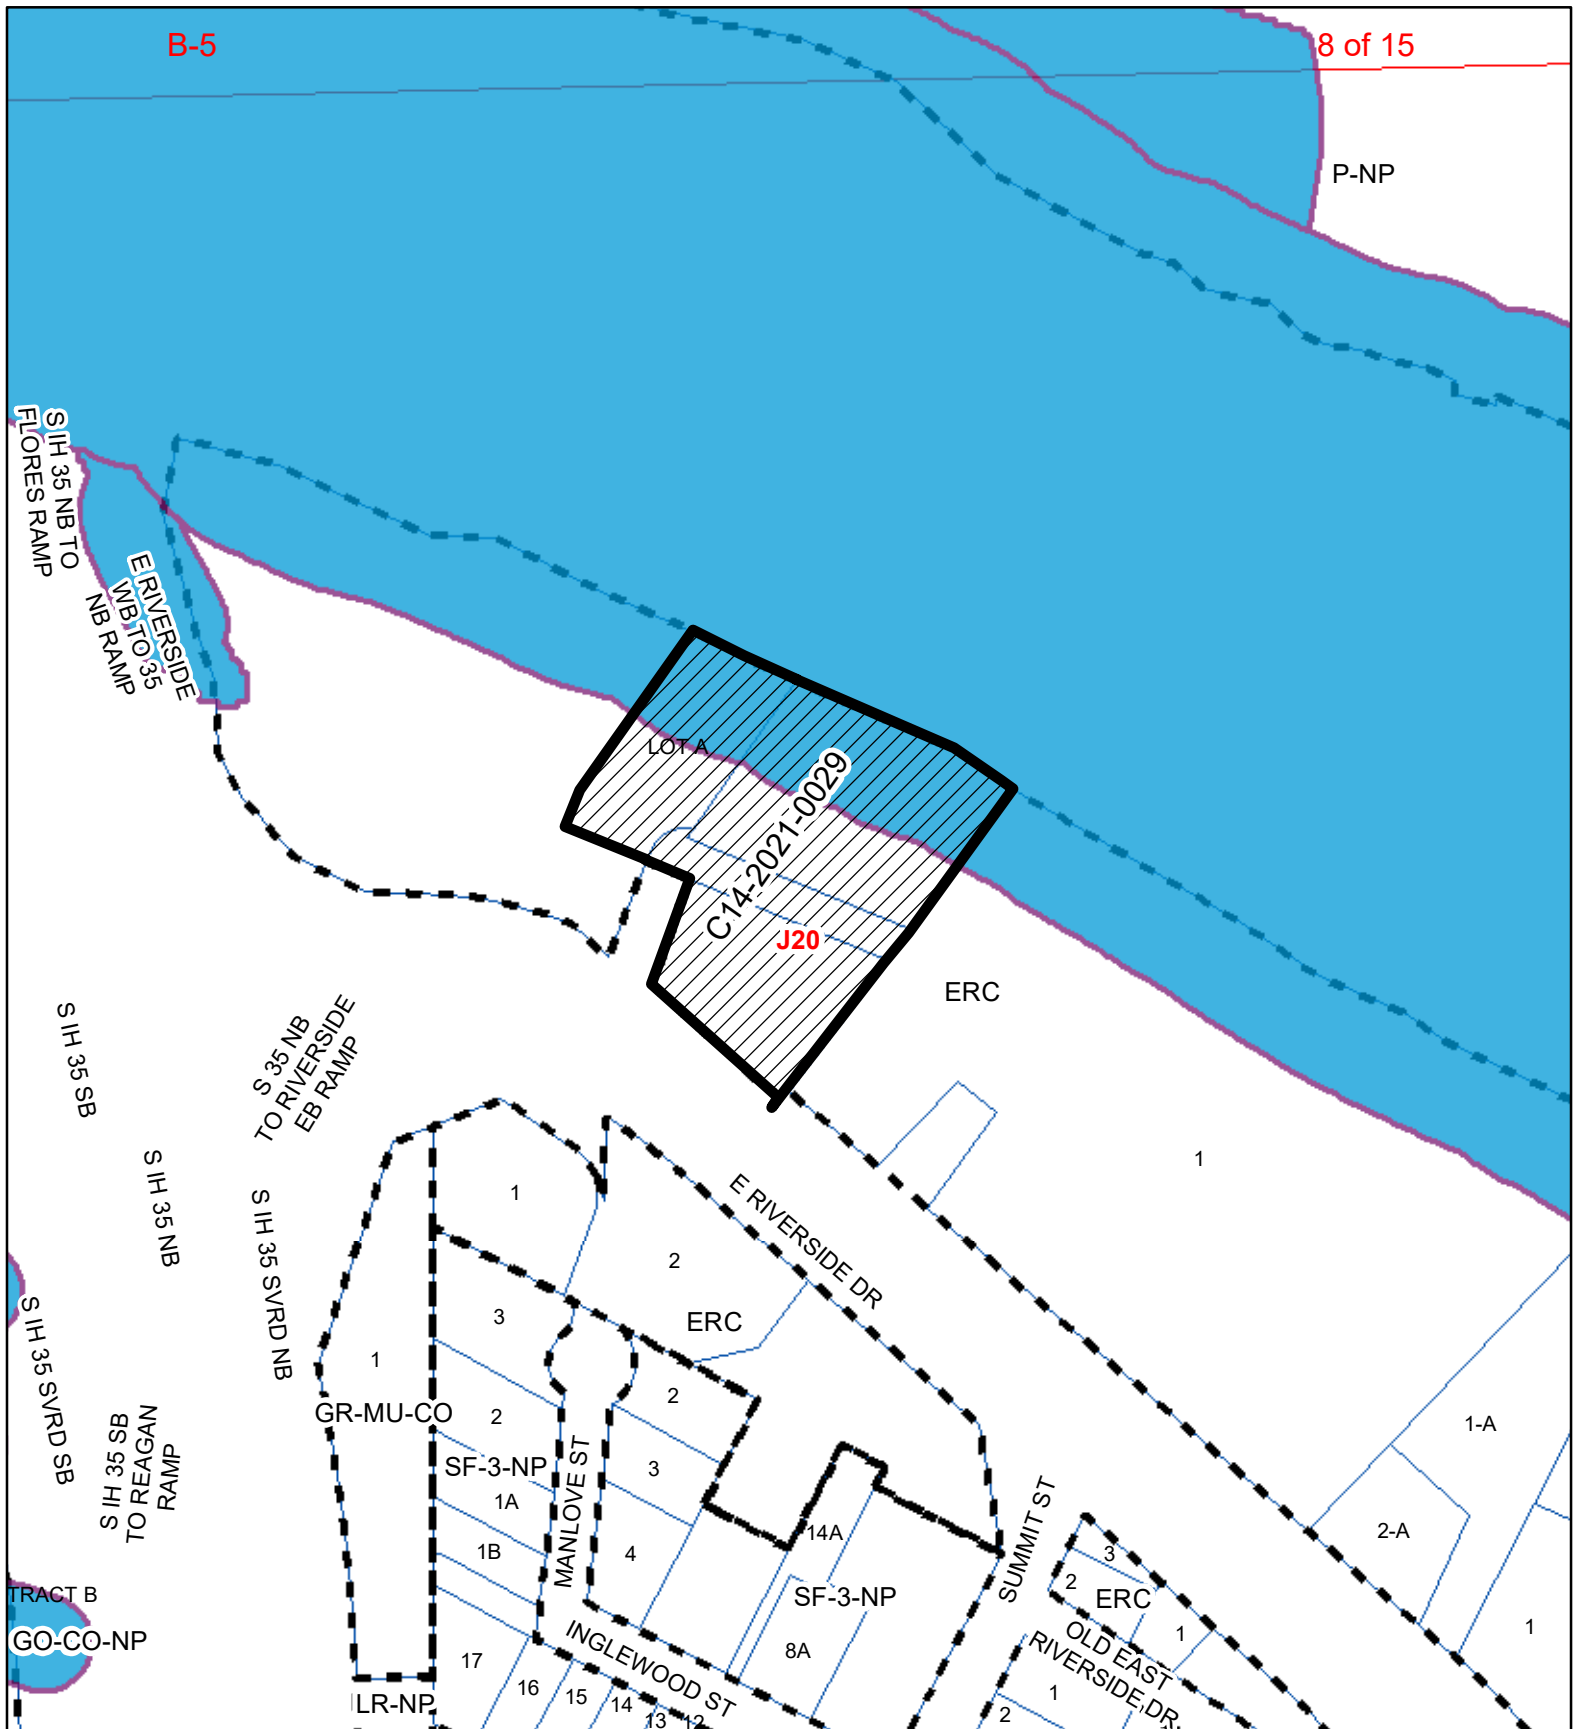 B-5
8 of 15
P-NP
S IH 35 NB TO
FLORES RAMP
E RIVERSIDE
WB TO 35
NB RAMP
LOT A
C14-2021-0029
J20
ERC
S IH 35 SB
S 35 NB
TO RIVERSIDE
EB RAMP
1
S IH 35 NB
S IH 35 SVRD NB
1
E RIVERSIDE DR
2
S IH 35 SVRD SB
3
ERC
1
2
GR-MU-CO
2
1-A
S IH 35 SB
TO REAGAN
RAMP
SF-3-NP
3
1A
MANLOVE ST
14A
2-A
1B
4
SUMMIT ST
3
2
TRACT B
SF-3-NP
ERC
GO-CO-NP
INGLEWOOD ST
8A
OLD EAST
RIVERSIDE DR
1
1
17
16
15
14
13
12
1
2
LR-NP